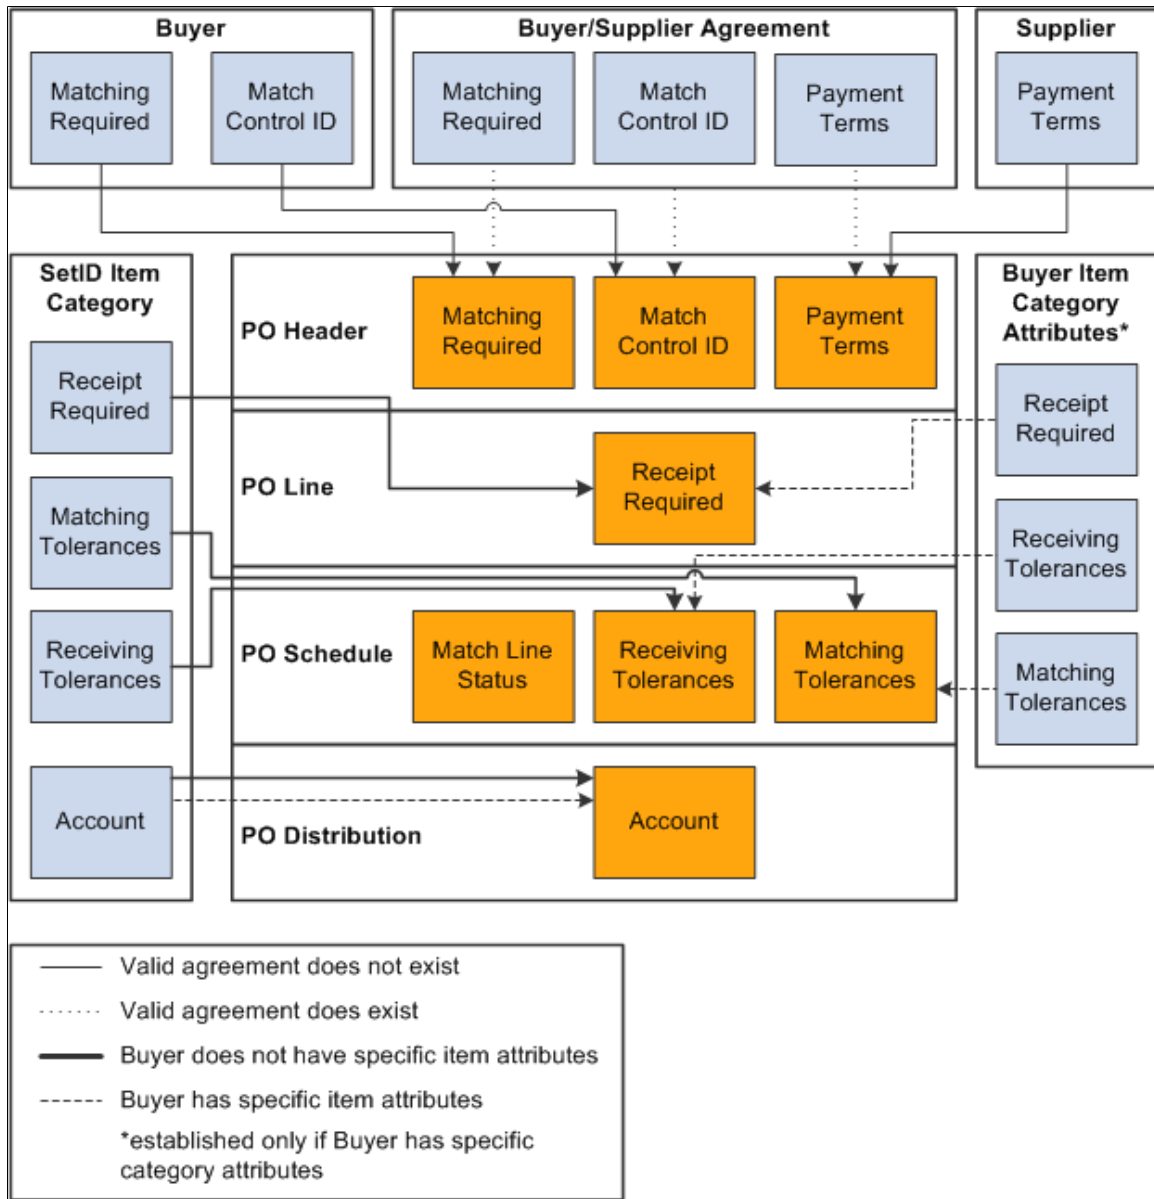 Buyer
Matching
Required
Match
Control ID
Buyer/Supplier Agreement
Matching
Required
Match
Control ID
Payment
Terms
Supplier
Payment
Terms
SetID Item
Category
Receipt
Required
Matching
Tolerances
Receiving
Tolerances
Account
PO Header
Matching
Required
Match
Control ID
Payment
Terms
PO Line
Receipt
Required
PO Schedule
Match Line
Status
Receiving
Tolerances
Matching
Tolerances
PO Distribution
Account
Buyer Item
Category
Attributes*
Receipt
Required
Receiving
Tolerances
Matching
Tolerances
Valid agreement does not exist
Valid agreement does exist
Buyer does not have specific item attributes
Buyer has specific item attributes
*established only if Buyer has specific
category attributes